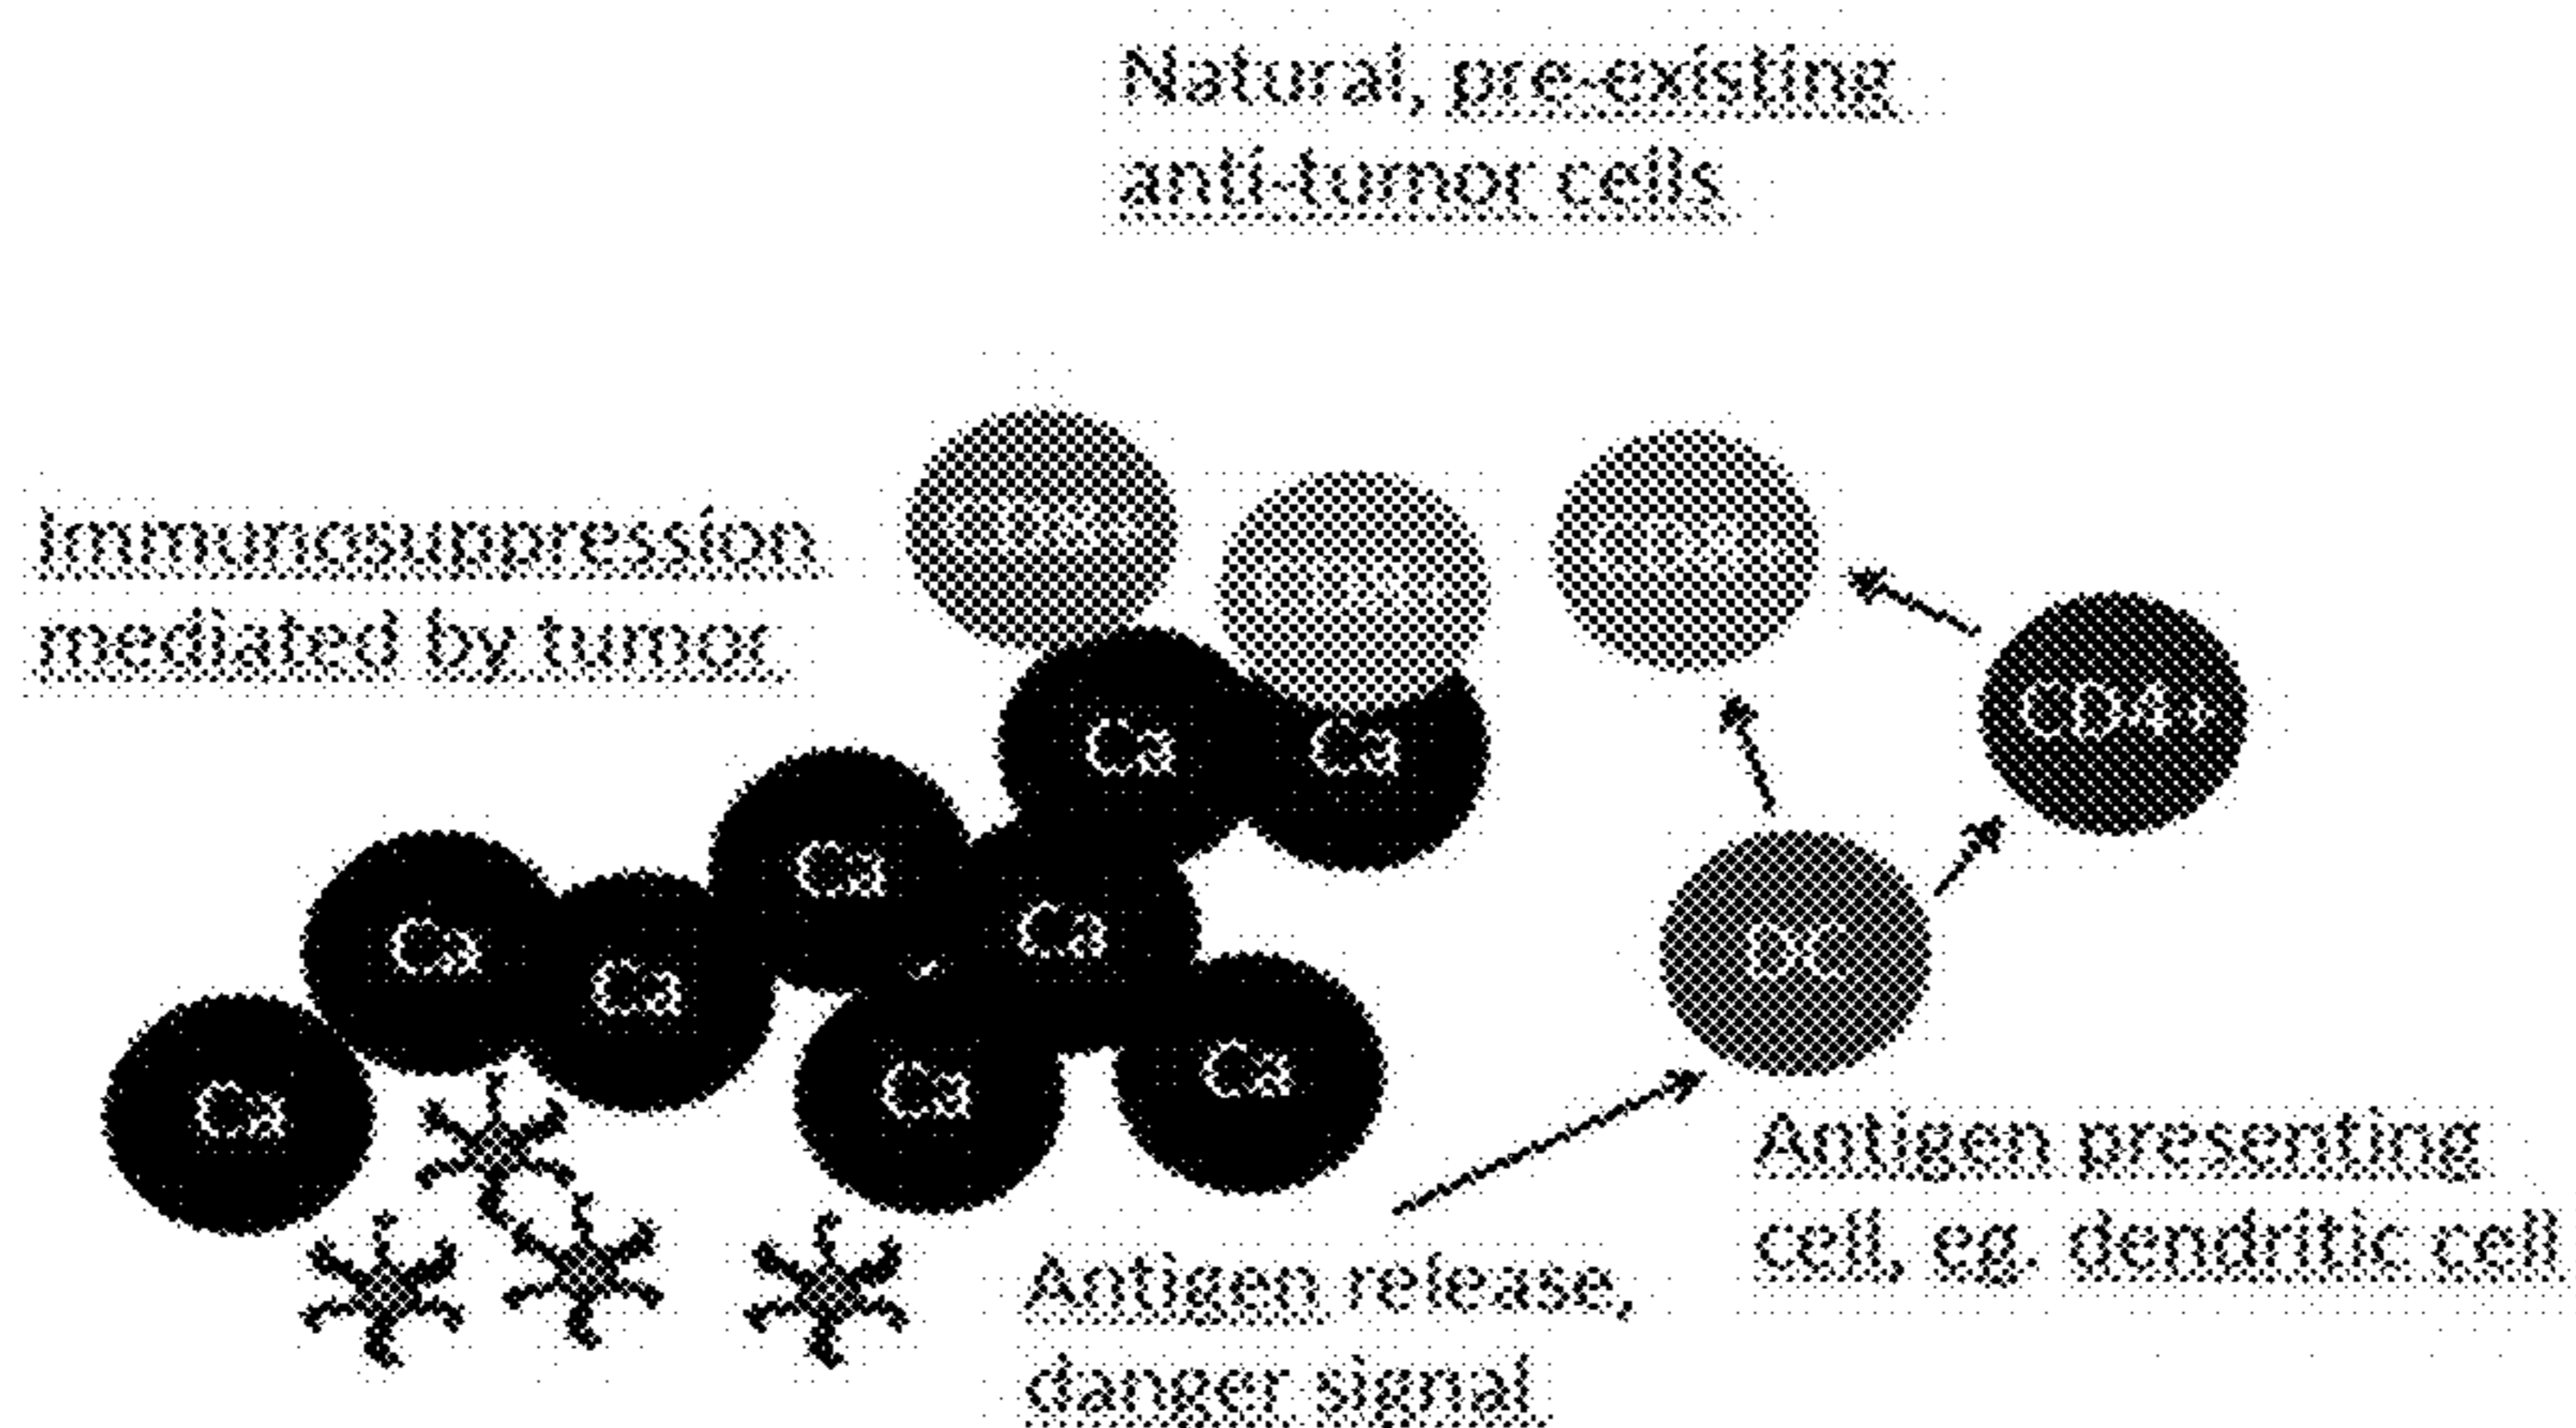 Natural, pre-existing
anti-tumor cells
Immunosuppression
mediated by tumor
CD4+
Ca
Ca
Ca
Ca
Ca
Ca
Ca
Ca
Ca
DC
Antigen presenting
cell, eg. dendritic cell
Antigen release,
danger signal